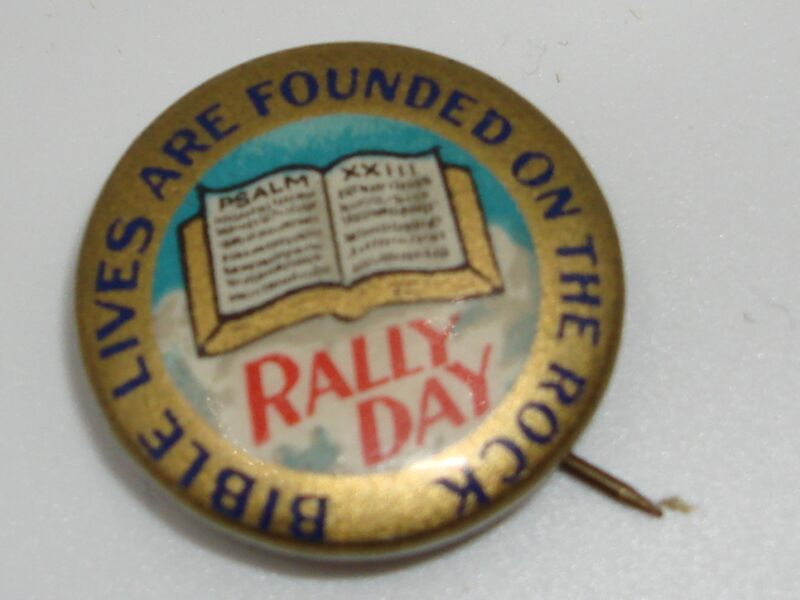 BIBLE LIVES ARE FOUNDED ON THE ROCK
PSALM XXIII
RALLY
DAY